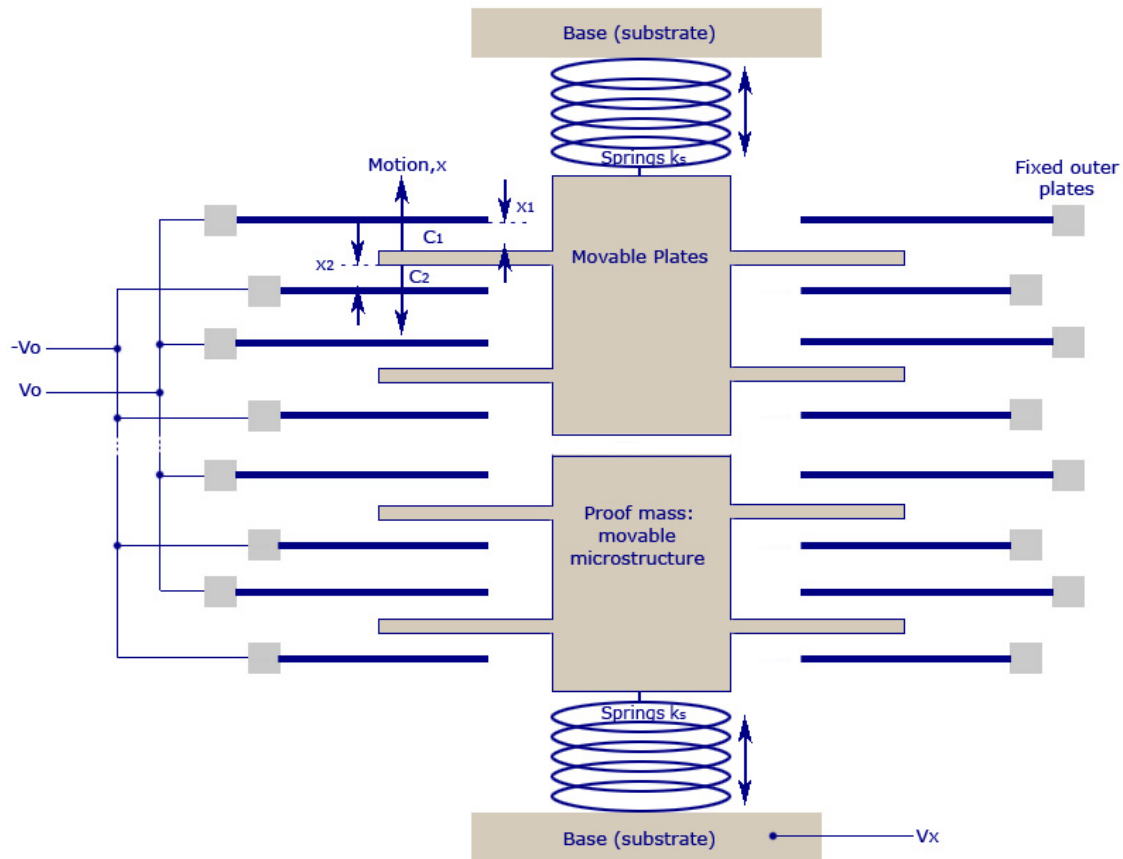 Base (substrate)
Springs ks
Motion,x
Fixed outer
plates
x1
C1
Movable Plates
x2
C2
-Vo
Vo
Proof mass:
movable
microstructure
Springs ks
Base (substrate)
Vx